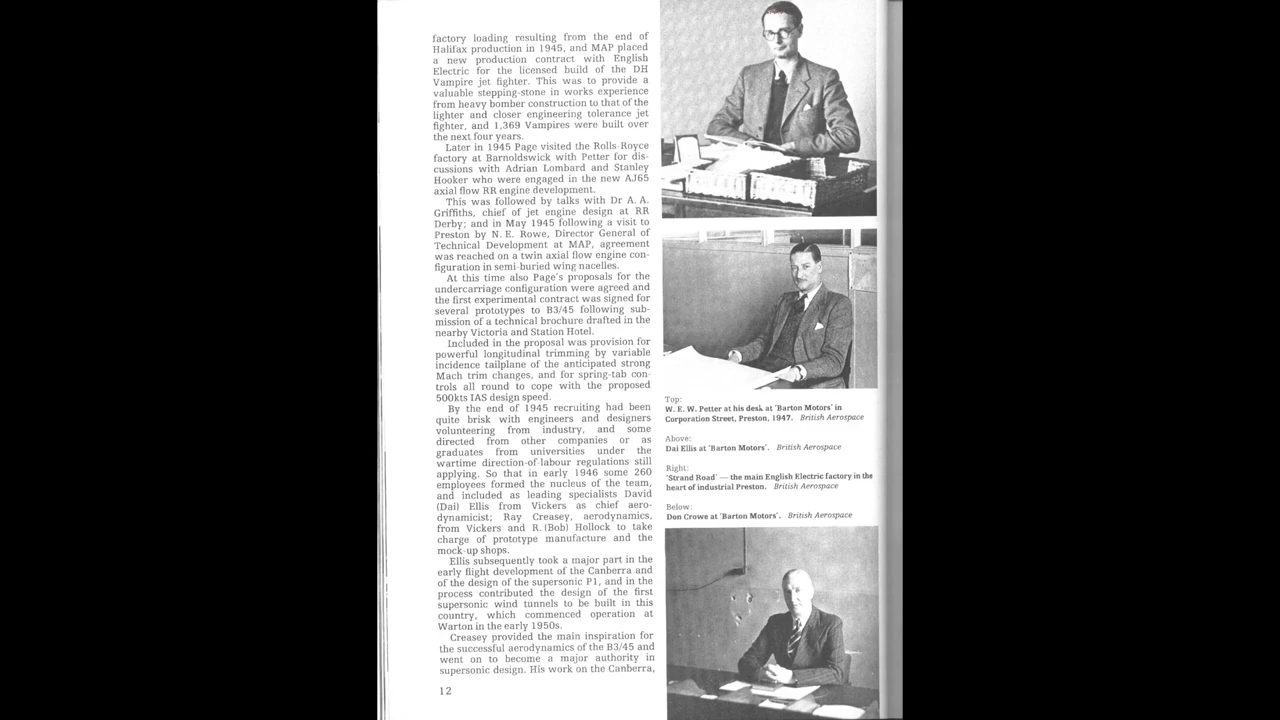 factory loading resulting from the end of
Halifax production in 1945, and MAP placed
a new production contract with English
Electric for the licensed build of the DH
Vampire jet fighter. This was to provide a
valuable stepping-stone in works experience
from heavy bomber construction to that of the
lighter and closer engineering tolerance jet
fighter, and 1,369 Vampires were built over
the next four years.
Later in 1945 Page visited the Rolls-Royce
factory at Barnoldswick with Petter for dis-
cussions with Adrian Lombard and Stanley
Hooker who were engaged in the new AJ65
axial flow RR engine development.
This was followed by talks with Dr A. A.
Griffiths, chief of jet engine design at RR
Derby; and in May 1945 following a visit to
Preston by N. E. Rowe, Director General of
Technical Development at MAP, agreement
was reached on a twin axial flow engine con-
figuration in semi-buried wing nacelles.
At this time also Page's proposals for the
undercarriage configuration were agreed and
the first experimental contract was signed for
several prototypes to B3/45 following sub-
mission of a technical brochure drafted in the
nearby Victoria and Station Hotel.
Included in the proposal was provision for
powerful longitudinal trimming by variable
incidence tailplane of the anticipated strong
Mach trim changes, and for spring-tab con-
trols all round to cope with the proposed
500kts IAS design speed.
By the end of 1945 recruiting had been
quite brisk with engineers and designers
volunteering from industry, and some
directed from other companies or as
graduates from universities under the
wartime direction-of-labour regulations still
applying. So that in early 1946 some 260
employees formed the nucleus of the team,
and included as leading specialists David
(Dai) Ellis from Vickers as chief aero-
dynamicist; Ray Creasey, aerodynamics,
from Vickers and R. (Bob) Hollock to take
charge of prototype manufacture and the
mock-up shops.
Ellis subsequently took a major part in the
early flight development of the Canberra and
of the design of the supersonic P1, and in the
process contributed the design of the first
supersonic wind tunnels to be built in this
country, which commenced operation at
Warton in the early 1950s.
Creasey provided the main inspiration for
the successful aerodynamics of the B3/45 and
went on to become a major authority in
supersonic design. His work on the Canberra,
12
Top:
W. E. W. Petter at his desk at 'Barton Motors' in
Corporation Street, Preston, 1947. British Aerospace
Above:
Dai Ellis at 'Barton Motors'. British Aerospace
Right:
'Strand Road' — the main English Electric factory in the
heart of industrial Preston. British Aerospace
Below:
Don Crowe at 'Barton Motors'. British Aerospace